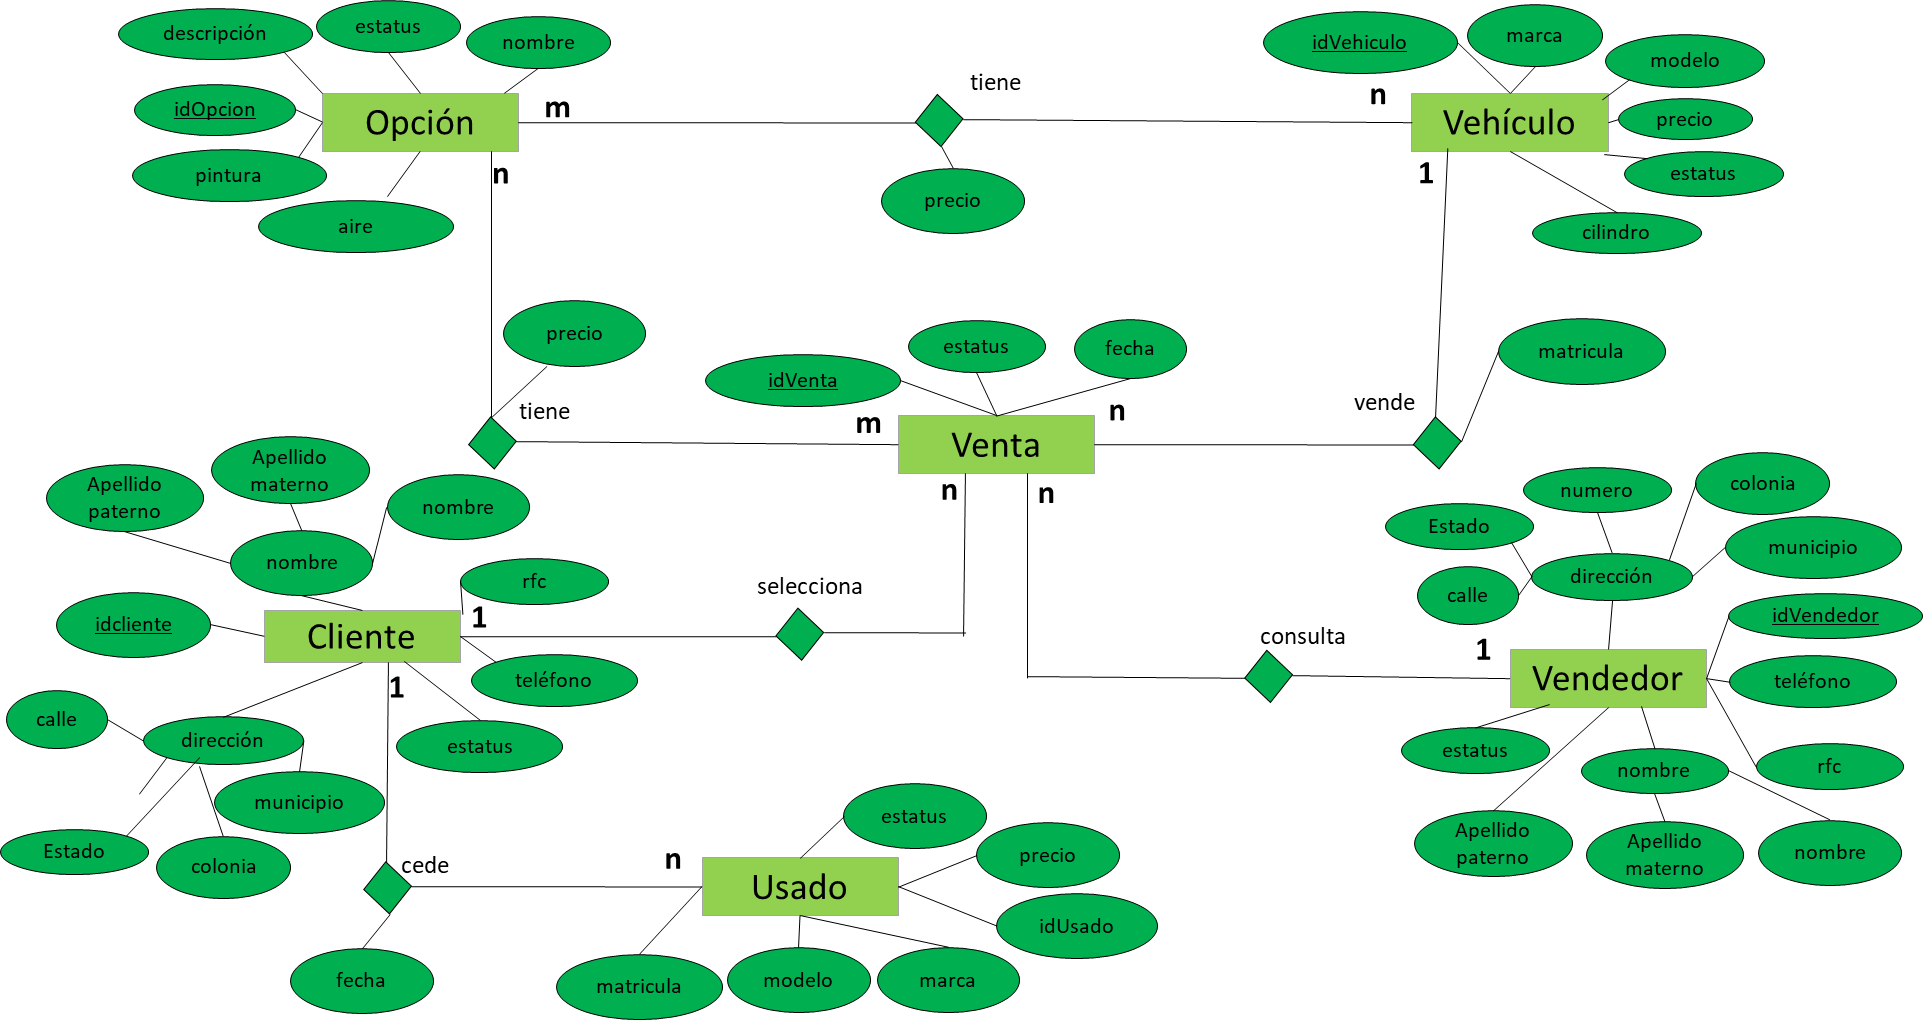 descripción
estatus
nombre
idOpcion
Opción
pintura
aire
m
n
tiene
precio
n
idVehiculo
marca
modelo
Vehículo
precio
estatus
cilindro
1
precio
tiene
idVenta
estatus
fecha
m
n
Venta
n
n
vende
matricula
Apellido
paterno
Apellido
materno
nombre
nombre
idcliente
Cliente
rfc
1
teléfono
1
estatus
selecciona
calle
dirección
municipio
Estado
colonia
consulta
1
Estado
numero
colonia
municipio
calle
dirección
idVendedor
Vendedor
teléfono
estatus
nombre
rfc
Apellido
paterno
Apellido
materno
nombre
cede
fecha
n
Usado
estatus
precio
idUsado
matricula
modelo
marca